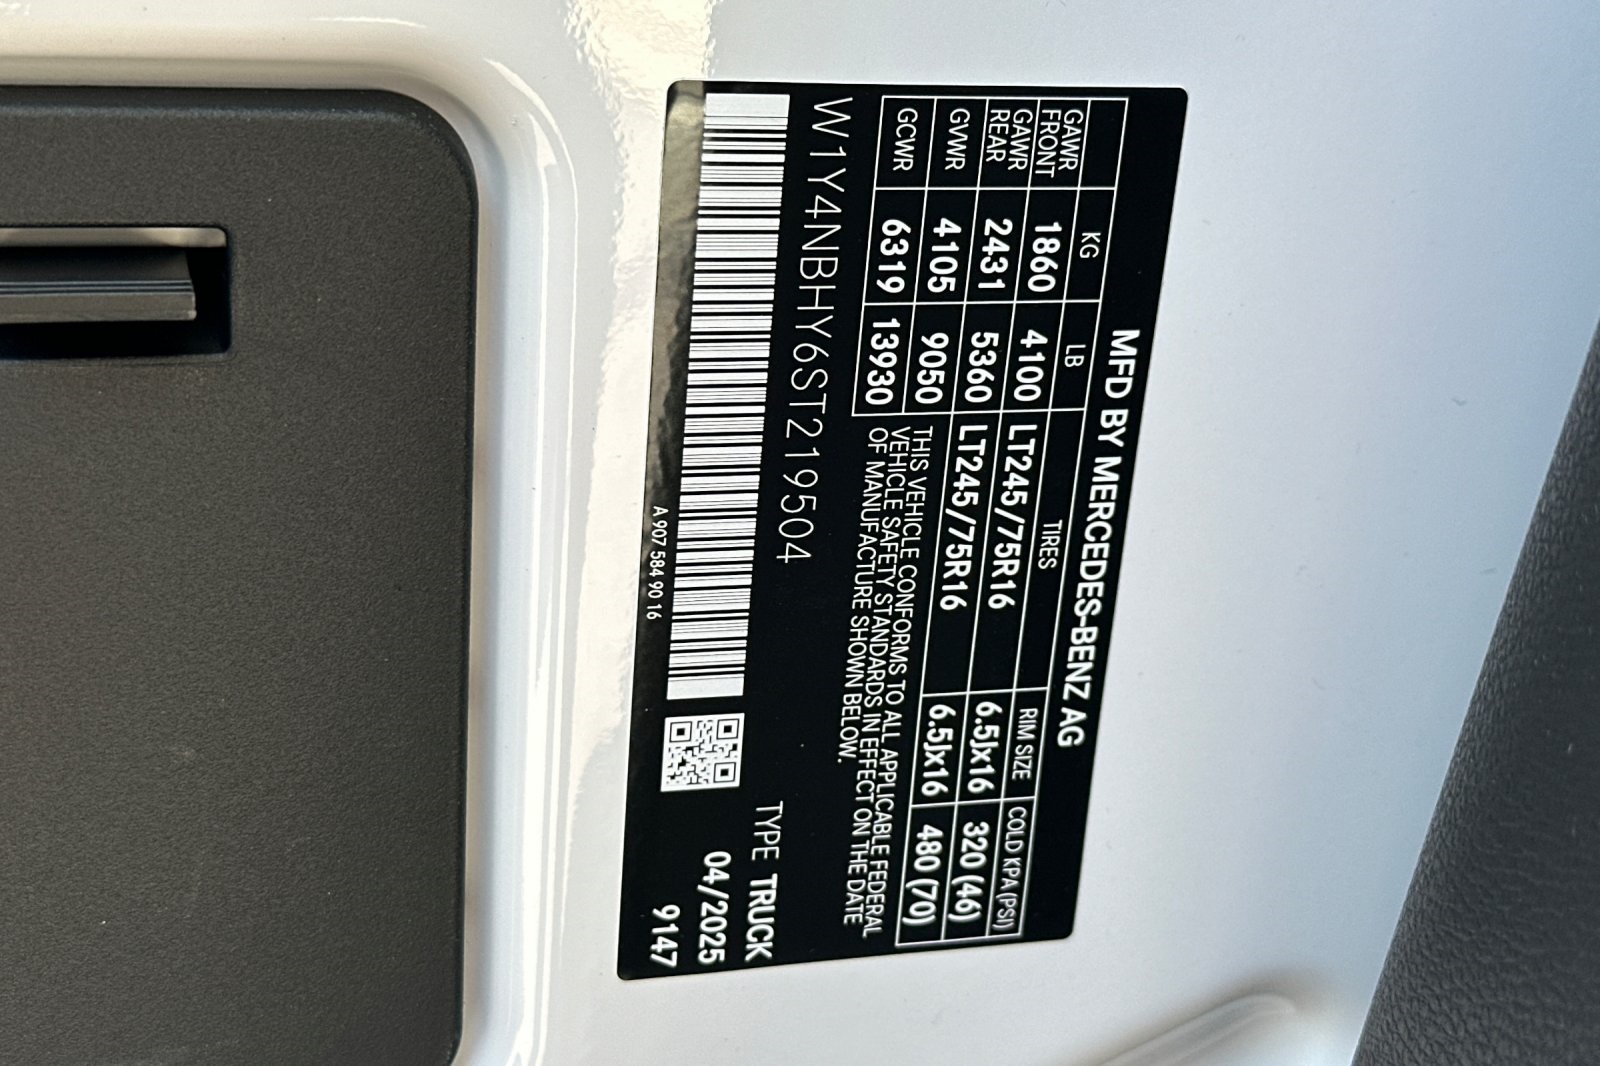 MFD BY MERCEDES-BENZ AG
KG LB TIRES RIM SIZE COLD KPA(PSI)
GAWR FRONT 1860 4100 LT245/75R16 6.5Jx16 320 (46)
GAWR REAR 2431 5360 LT245/75R16 6.5Jx16 480 (70)
GVWR 4105 9050
GCWR 6319 13930
THIS VEHICLE CONFORMS TO ALL APPLICABLE FEDERAL
VEHICLE SAFETY STANDARDS IN EFFECT ON THE DATE
OF MANUFACTURE SHOWN BELOW.
W1Y4NBHY6ST219504
TYPE TRUCK
04/2025
9147
A 907 584 90 16